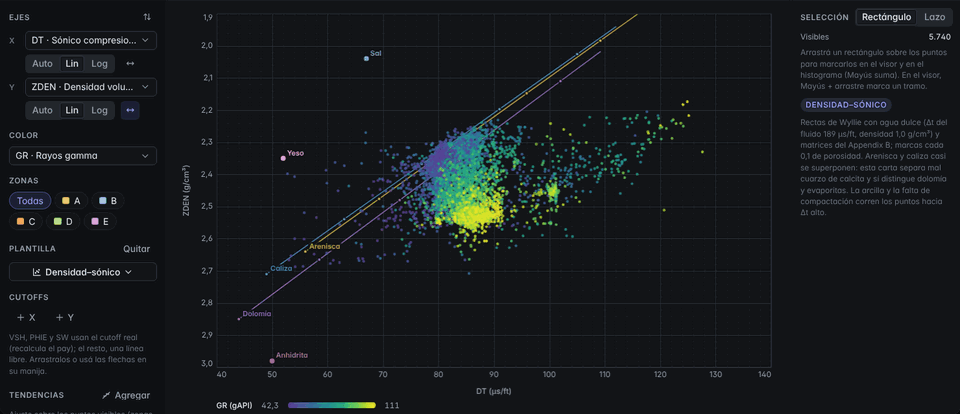 EJES
X
DT · Sónico compresio...
Auto Lin Log
Y
ZDEN · Densidad volu...
Auto Lin Log
COLOR
GR · Rayos gamma
ZONAS
Todas A B
C D E
PLANTILLA Quitar
Densidad–sónico
CUTOFFS
+ X + Y
VSH, PHIE y SW usan el cutoff real
(recalcula el pay); el resto, una línea
libre. Arrastralos o usá las flechas en
su manija.
TENDENCIAS Agregar
1,9
2,0
2,1
2,2
2,3
2,4
2,5
2,6
2,7
2,8
2,9
3,0
ZDEN (g/cm³)
Sal
Yeso
Arenisca
Caliza
Dolomía
Anhidrita
40 50 60 70 80 90 100 110 120 130 140
DT (µs/ft)
GR (gAPI) 42,3 111
SELECCIÓN Rectángulo Lazo
Visibles 5.740
Arrastrá un rectángulo sobre los puntos
para marcarlos en el visor y en el
histograma (Mayús suma). En el visor,
Mayús + arrastre marca un tramo.
DENSIDAD–SÓNICO
Rectas de Wyllie con agua dulce (Δt del
fluido 189 µs/ft, densidad 1,0 g/cm³) y
matrices del Appendix B; marcas cada
0,1 de porosidad. Arenisca y caliza casi
se superponen: esta carta separa mal
cuarzo de calcita y sí distingue dolomía
y evaporitas. La arcilla y la falta de
compactación corren los puntos hacia
Δt alto.